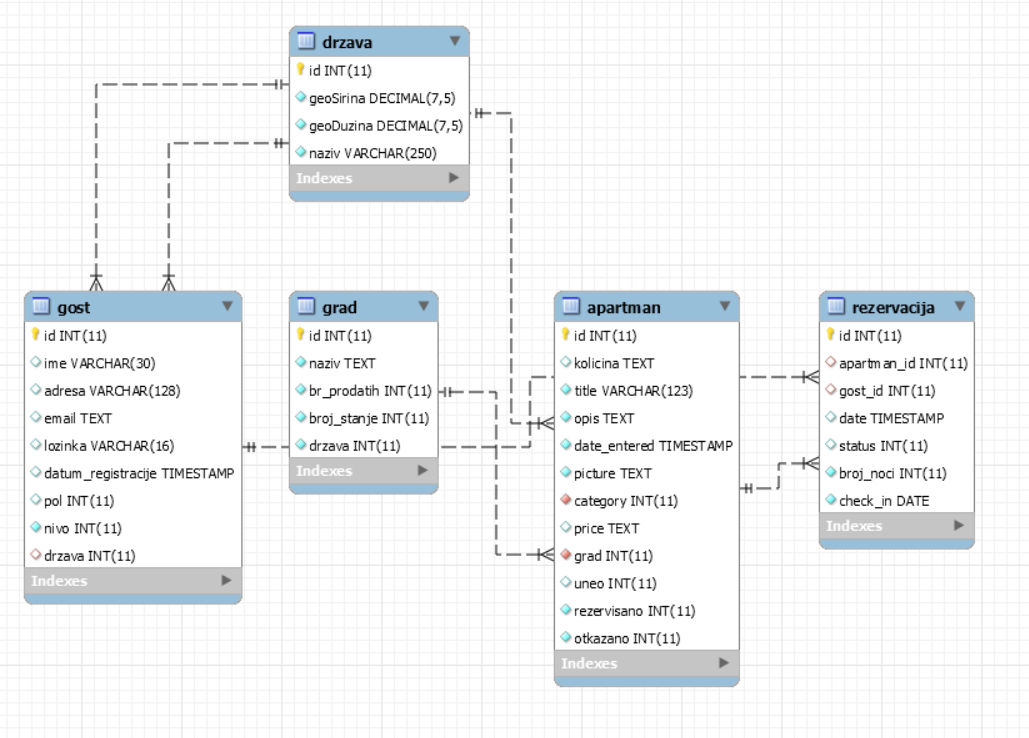 drzava
id INT(11)
geoSirina DECIMAL(7,5)
geoDuzina DECIMAL(7,5)
naziv VARCHAR(250)
Indexes
gost
id INT(11)
ime VARCHAR(30)
adresa VARCHAR(128)
email TEXT
lozinka VARCHAR(16)
datum_registracije TIMESTAMP
pol INT(11)
nivo INT(11)
drzava INT(11)
Indexes
grad
id INT(11)
naziv TEXT
br_prodatih INT(11)
broj_stanje INT(11)
drzava INT(11)
Indexes
apartman
id INT(11)
kolicina TEXT
title VARCHAR(123)
opis TEXT
date_entered TIMESTAMP
picture TEXT
category INT(11)
price TEXT
grad INT(11)
uneo INT(11)
rezervisano INT(11)
otkazano INT(11)
Indexes
rezervacija
id INT(11)
apartman_id INT(11)
gost_id INT(11)
date TIMESTAMP
status INT(11)
broj_noci INT(11)
check_in DATE
Indexes